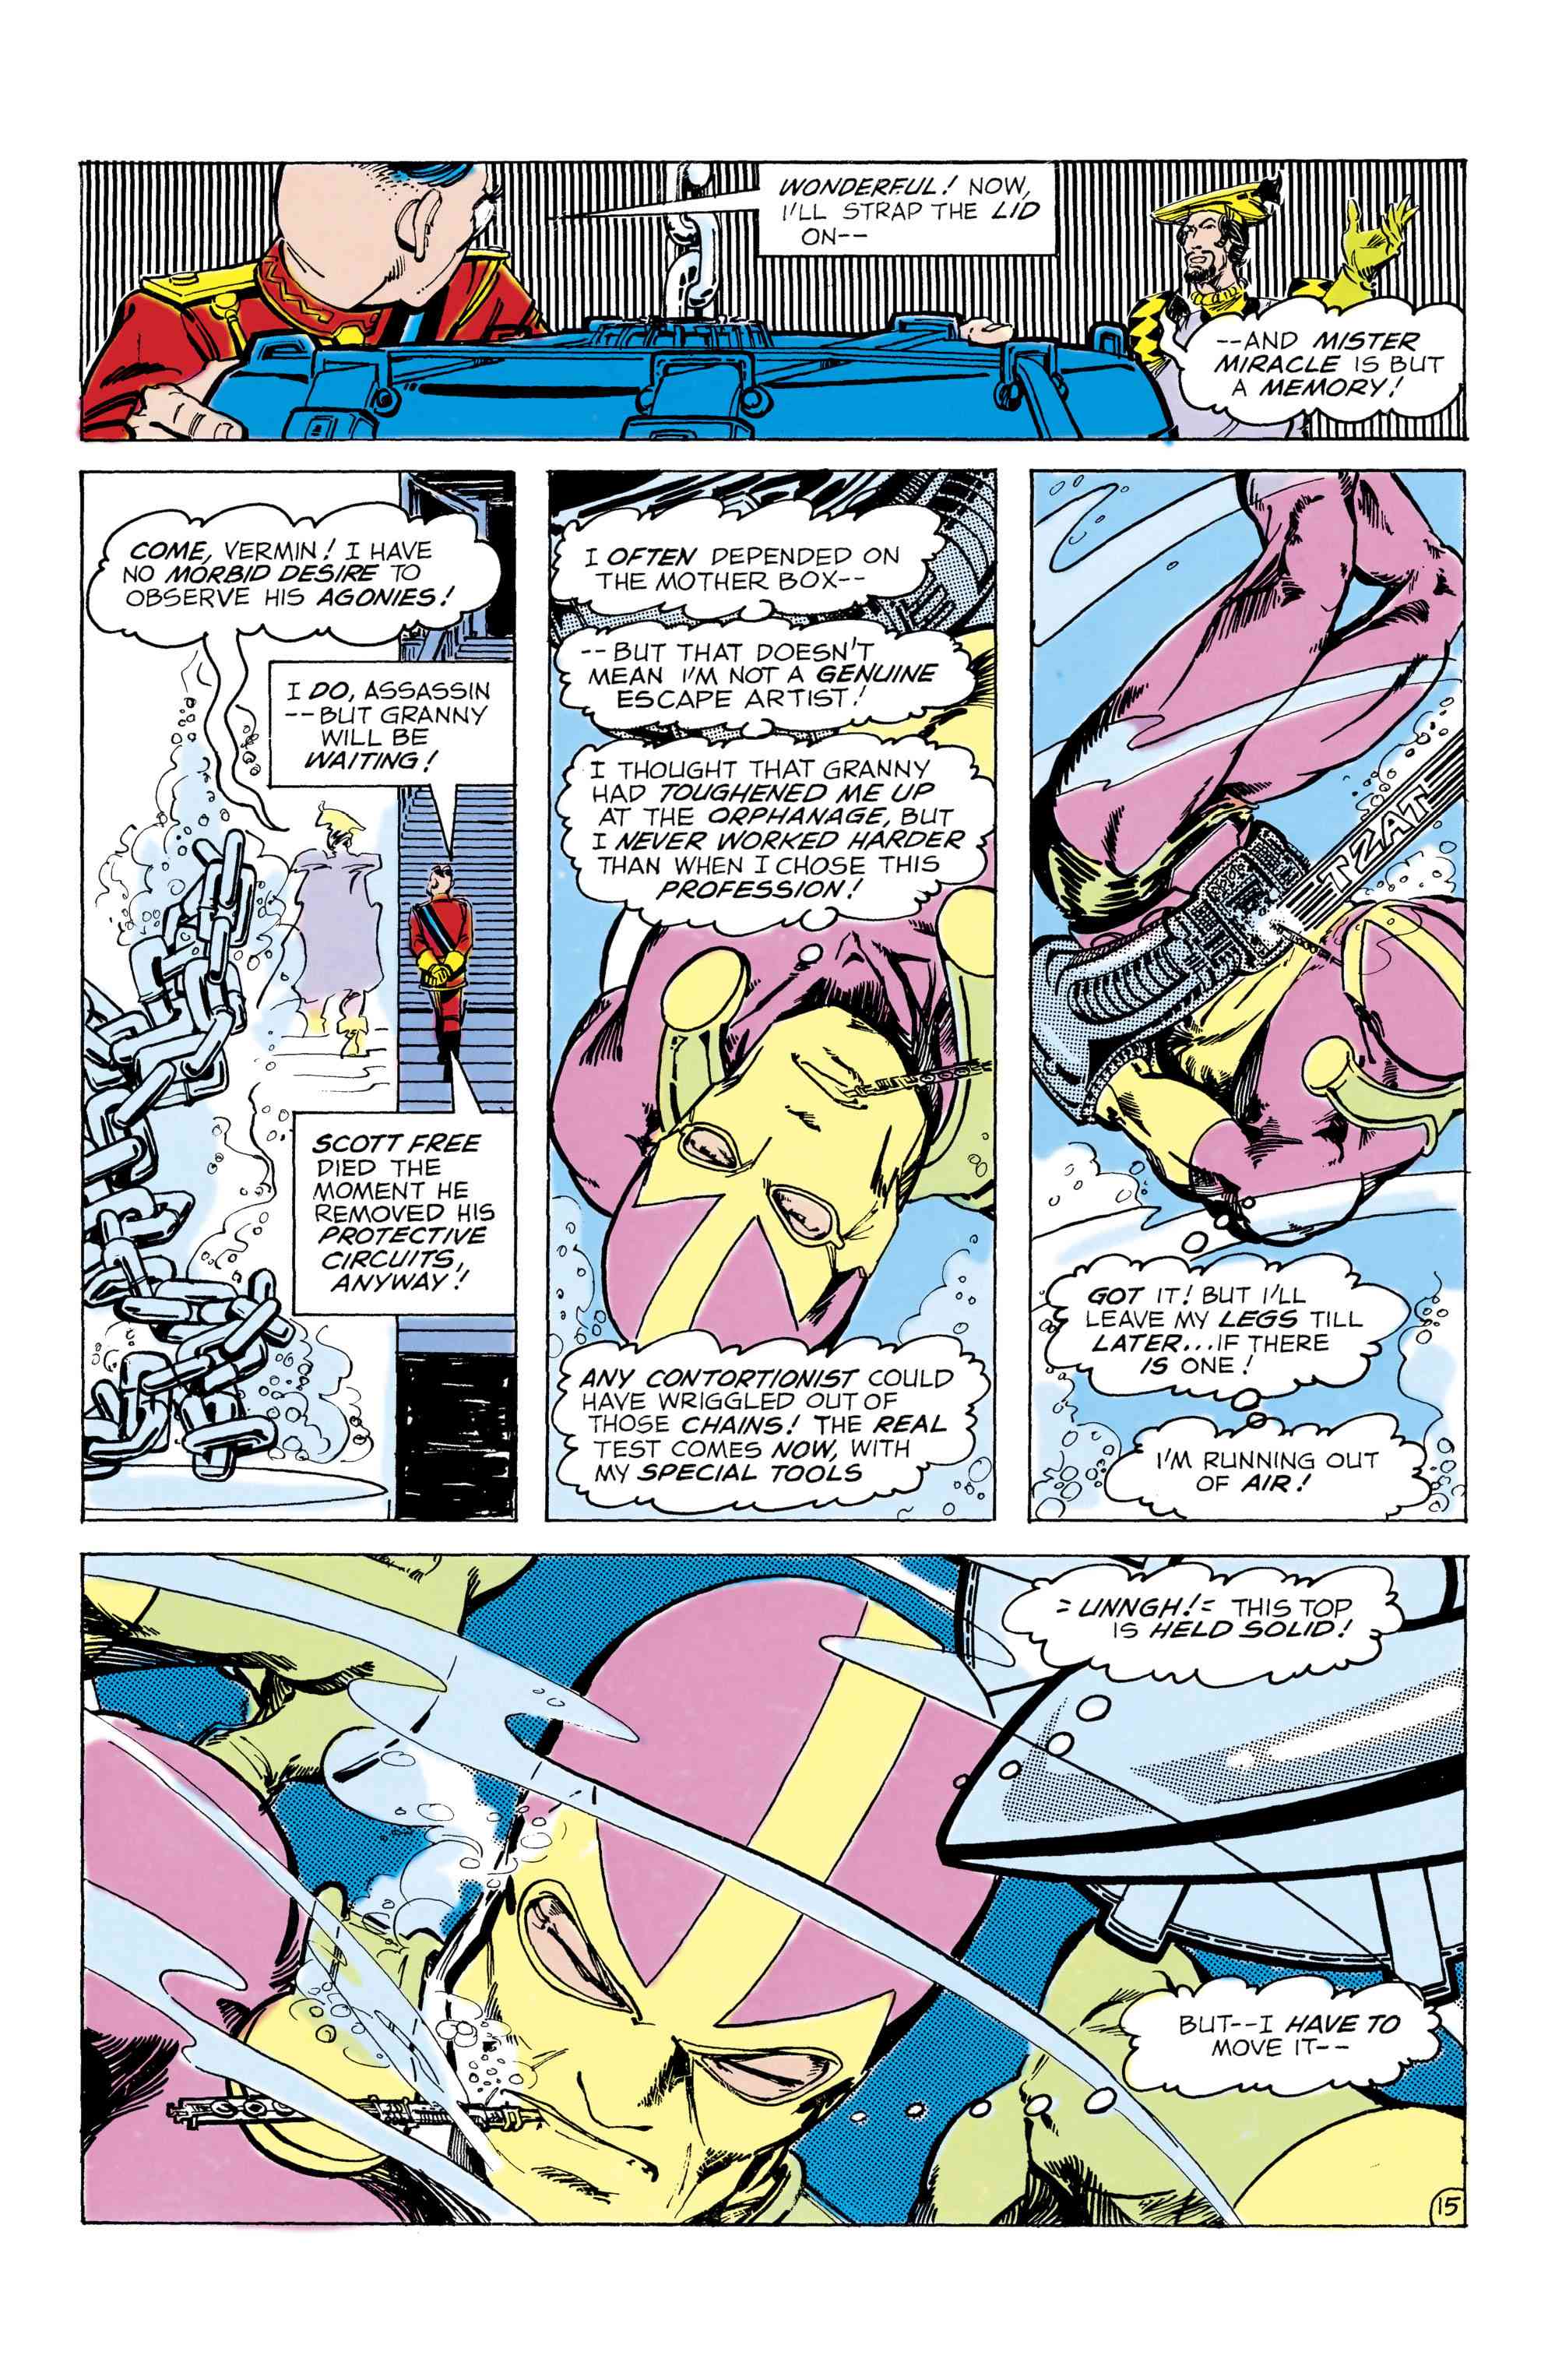 WONDERFUL! NOW,
I'LL STRAP THE LID
ON--
--AND MISTER
MIRACLE IS BUT
A MEMORY!
COME, VERMIN! I HAVE
NO MORBID DESIRE TO
OBSERVE HIS AGONIES!
I DO, ASSASSIN
--BUT GRANNY
WILL BE
WAITING!
SCOTT FREE
DIED THE
MOMENT HE
REMOVED HIS
PROTECTIVE
CIRCUITS,
ANYWAY!
I OFTEN DEPENDED ON
THE MOTHER BOX--
--BUT THAT DOESN'T
MEAN I'M NOT A GENUINE
ESCAPE ARTIST!
I THOUGHT THAT GRANNY
HAD TOUGHENED ME UP
AT THE ORPHANAGE, BUT
I NEVER WORKED HARDER
THAN WHEN I CHOSE THIS
PROFESSION!
ANY CONTORTIONIST COULD
HAVE WRIGGLED OUT OF
THOSE CHAINS! THE REAL
TEST COMES NOW, WITH
MY SPECIAL TOOLS
TZAT
GOT IT! BUT I'LL
LEAVE MY LEGS TILL
LATER...IF THERE
IS ONE!
I'M RUNNING OUT
OF AIR!
=UNNGH!= THIS TOP
IS HELD SOLID!
BUT--I HAVE TO
MOVE IT--
15